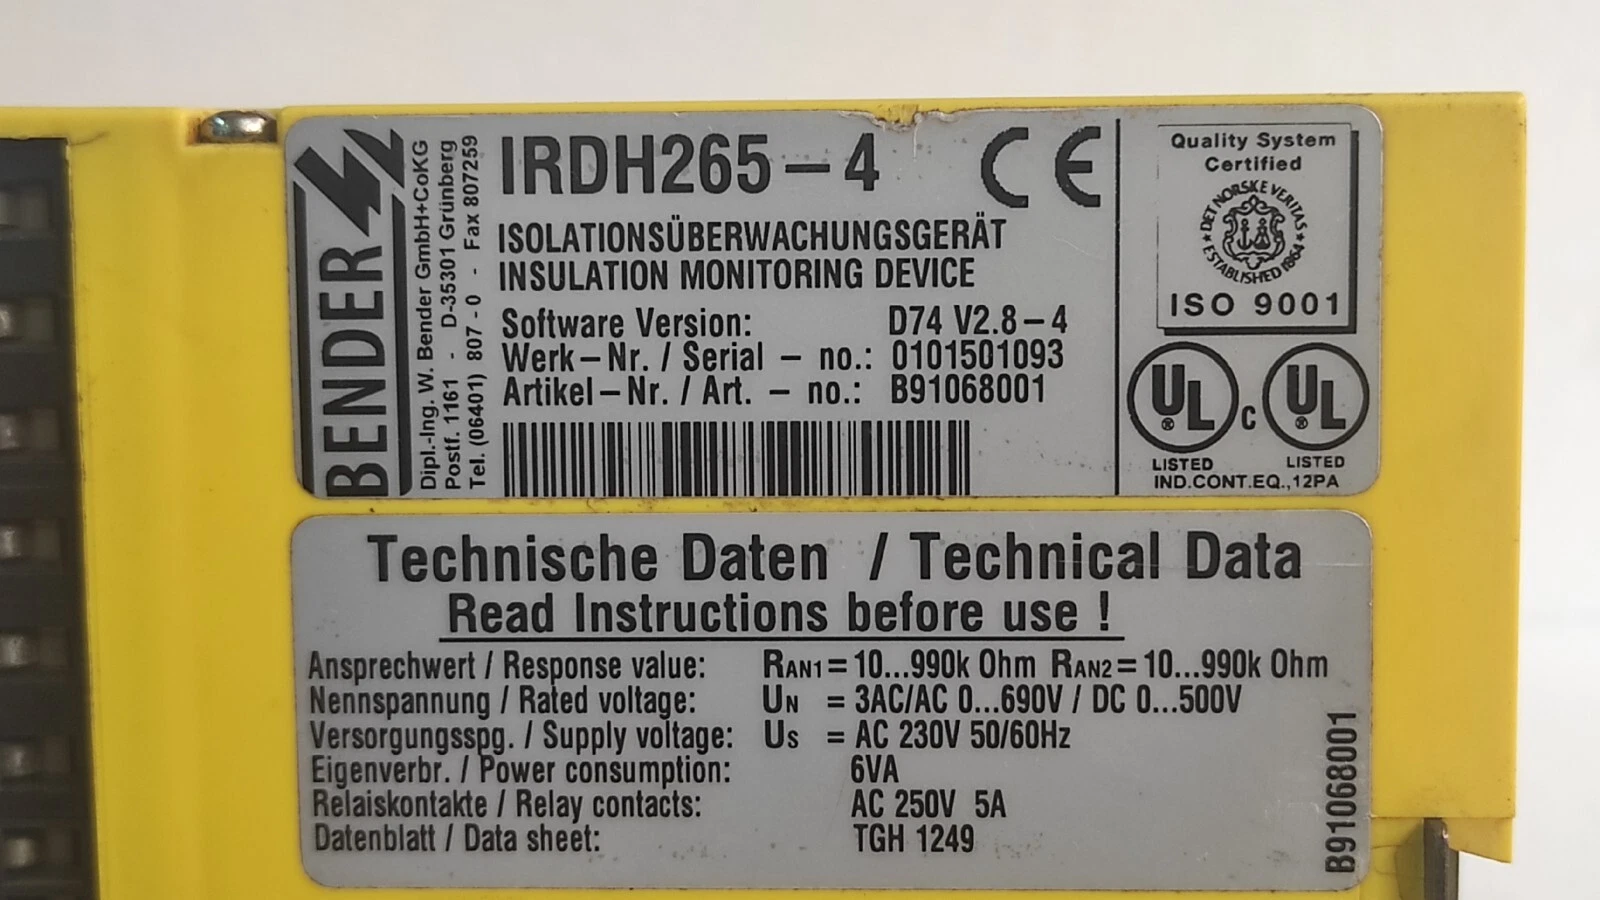 BENDER
Dipl.-Ing. W. Bender GmbH+CoKG
Postf. 1161 - D-35301 Grünberg
Tel. (06401) 807 - 0 - Fax 807259
IRDH265-4
CE
ISOLATIONSÜBERWACHUNGSGERÄT
INSULATION MONITORING DEVICE
Software Version: D74 V2.8-4
Werk-Nr. / Serial - no.: 0101501093
Artikel-Nr. / Art. - no.: B91068001
Quality System
Certified
★ DET NORSKE VERITAS ★
ESTABLISHED 1864
ISO 9001
UL ® C UL ®
LISTED LISTED
IND.CONT.EQ.,12PA
Technische Daten / Technical Data
Read Instructions before use !
Ansprechwert / Response value: RAN1 = 10...990k Ohm RAN2 = 10...990k Ohm
Nennspannung / Rated voltage: UN = 3AC/AC 0...690V / DC 0...500V
Versorgungsspg. / Supply voltage: US = AC 230V 50/60Hz
Eigenverbr. / Power consumption: 6VA
Relaiskontakte / Relay contacts: AC 250V 5A
Datenblatt / Data sheet: TGH 1249
B91068001